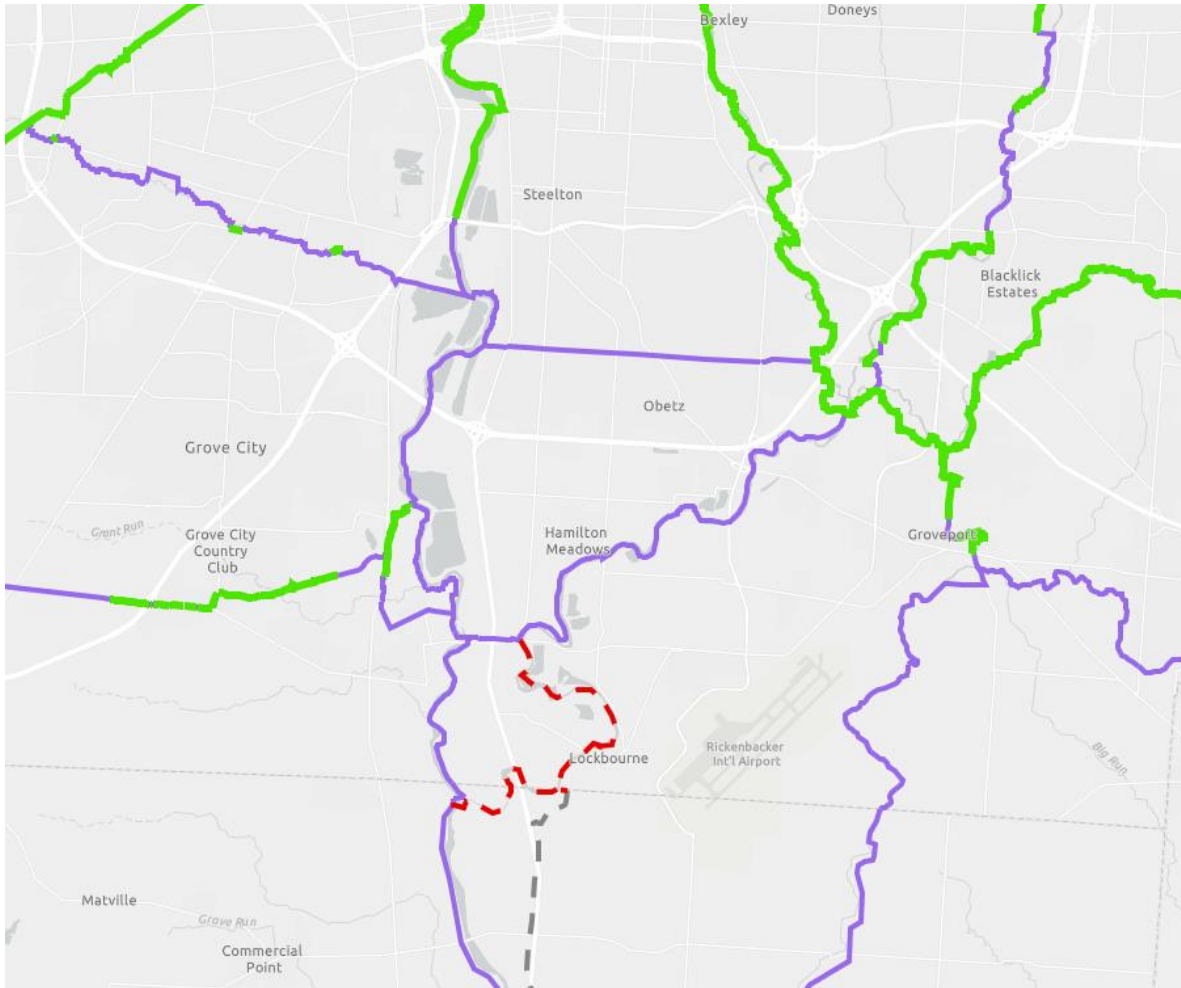 Doneys
Bexley
Steelton
Blacklick
Estates
Obetz
Grove City
Grant Run
Grove City
Country
Club
Hamilton
Meadows
Groveport
Lockbourne
Rickenbacker
Int'l Airport
Big Run
Matville
Grove Run
Commercial
Point